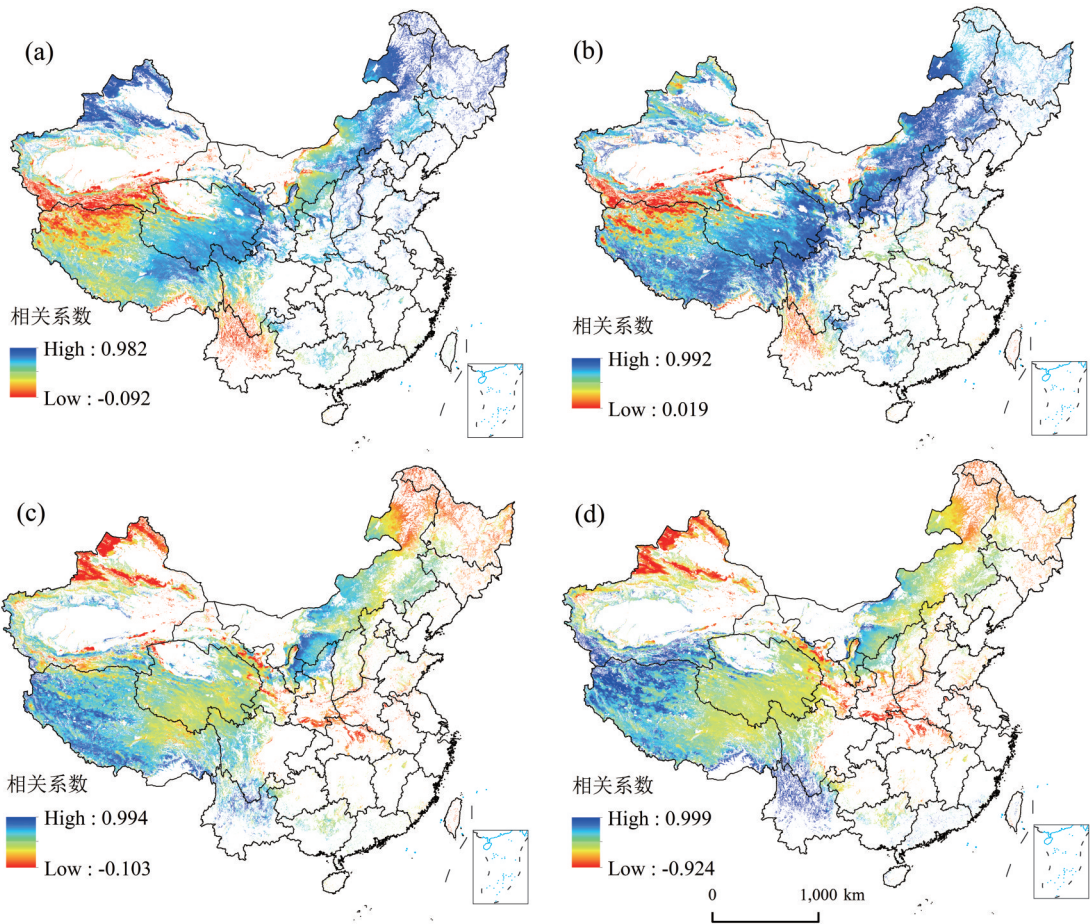 (a)
相关系数
High : 0.982
Low : -0.092
(b)
相关系数
High : 0.992
Low : 0.019
(c)
相关系数
High : 0.994
Low : -0.103
(d)
相关系数
High : 0.999
Low : -0.924
0 1,000 km